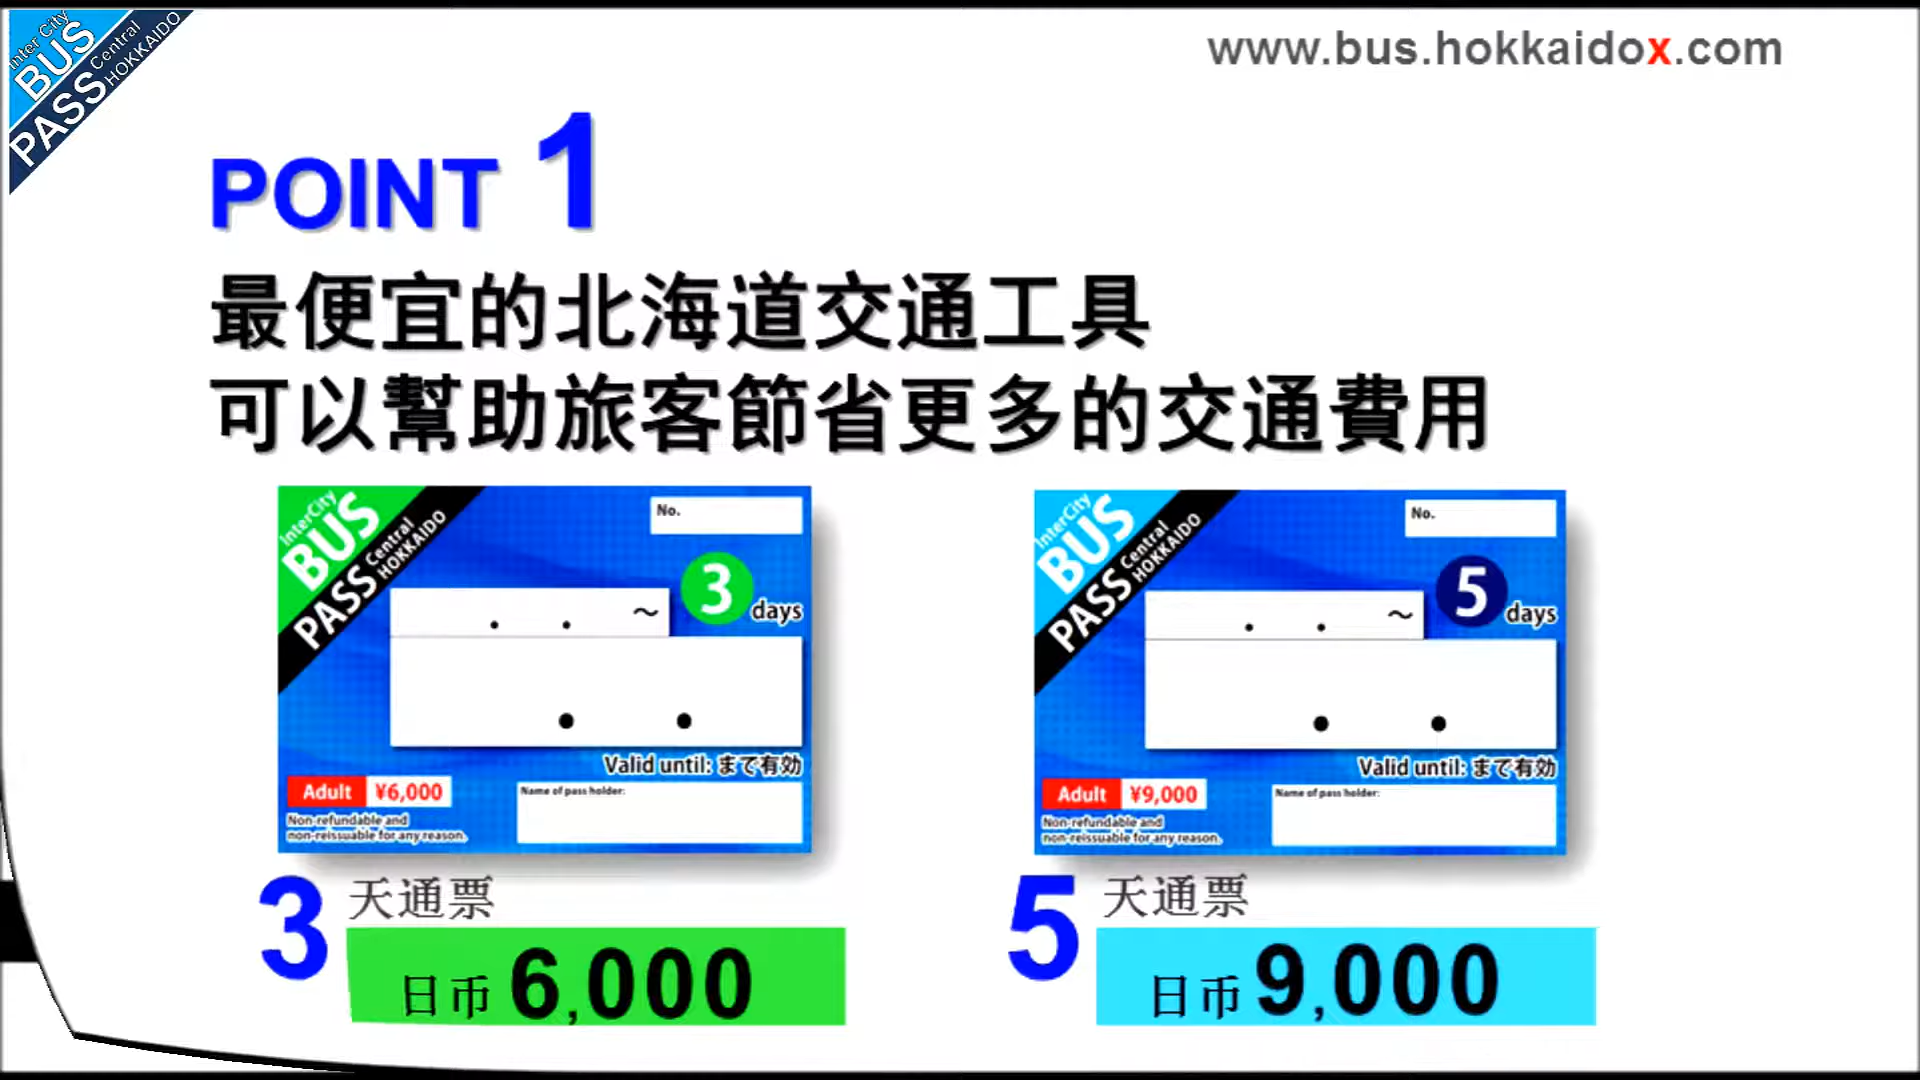 InterCity
BUS
PASS
Central
HOKKAIDO
www.bus.hokkaidox.com
POINT 1
最便宜的北海道交通工具
可以幫助旅客節省更多的交通費用
InterCity
BUS
PASS
Central
HOKKAIDO
No.
3 days
. . ～
Valid until: まで有効
Adult ¥6,000
Name of pass holder:
Non-refundable and
non-reissuable for any reason.
InterCity
BUS
PASS
Central
HOKKAIDO
No.
5 days
. . ～
Valid until: まで有効
Adult ¥9,000
Name of pass holder:
Non-refundable and
non-reissuable for any reason.
3 天通票
日币 6,000
5 天通票
日币 9,000